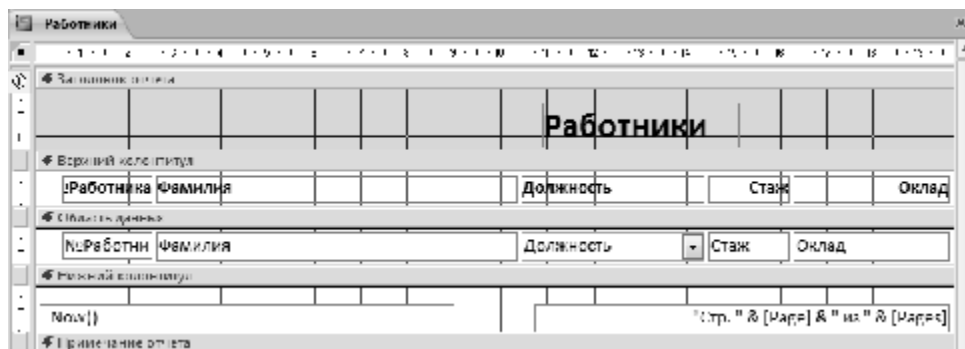 Работники
Заголовок отчета
Работники
Верхний колонтитул
:Работника Фамилия Должность Стаж Оклад
Область данных
№Работни Фамилия Должность Стаж Оклад
Нижний колонтитул
Now() "Стр. " & [Page] & " из " & [Pages]
Примечание отчета